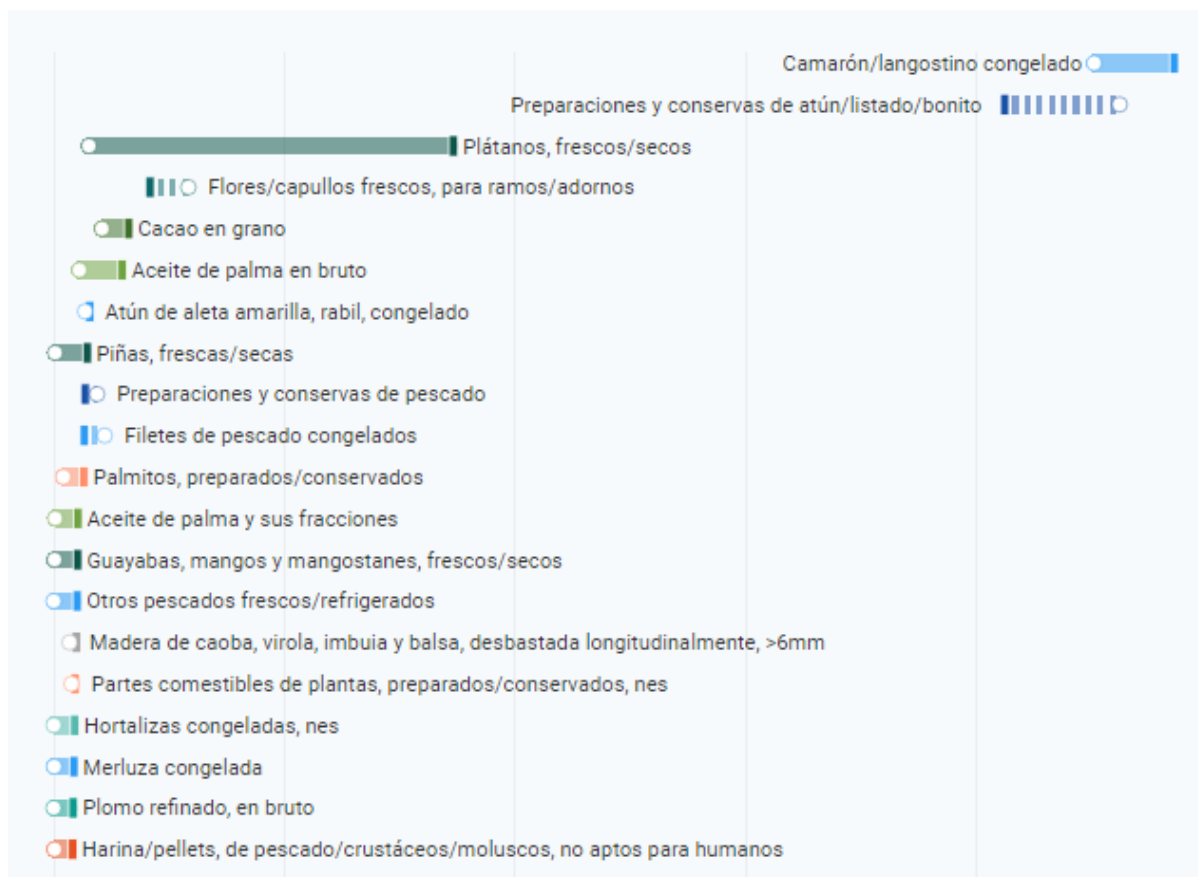 Camarón/langostino congelado
Preparaciones y conservas de atún/listado/bonito
Plátanos, frescos/secos
Flores/capullos frescos, para ramos/adornos
Cacao en grano
Aceite de palma en bruto
Atún de aleta amarilla, rabil, congelado
Piñas, frescas/secas
Preparaciones y conservas de pescado
Filetes de pescado congelados
Palmitos, preparados/conservados
Aceite de palma y sus fracciones
Guayabas, mangos y mangostanes, frescos/secos
Otros pescados frescos/refrigerados
Madera de caoba, virola, imbuia y balsa, desbastada longitudinalmente, >6mm
Partes comestibles de plantas, preparados/conservados, nes
Hortalizas congeladas, nes
Merluza congelada
Plomo refinado, en bruto
Harina/pellets, de pescado/crustáceos/moluscos, no aptos para humanos